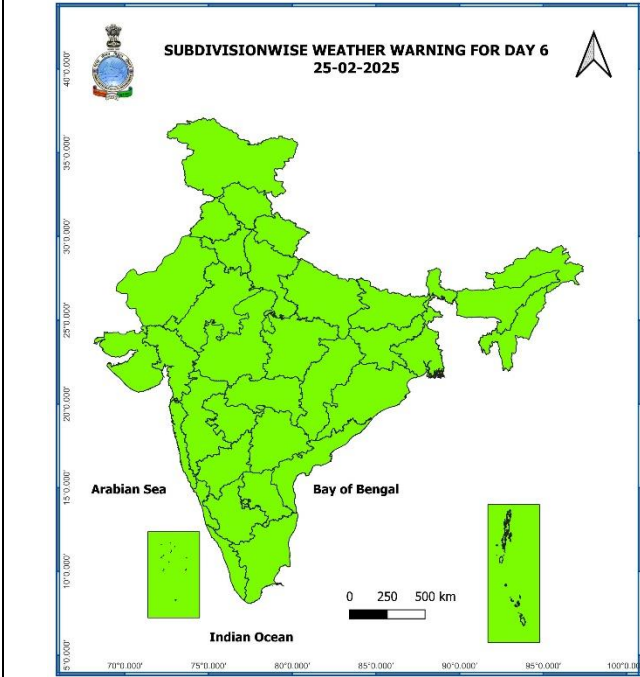 SUBDIVISIONWISE WEATHER WARNING FOR DAY 6
25-02-2025
40°0.000'
35°0.000'
30°0.000'
25°0.000'
20°0.000'
15°0.000'
10°0.000'
5°0.000'
Arabian Sea
Bay of Bengal
0 250 500 km
Indian Ocean
70°0.000' 75°0.000' 80°0.000' 85°0.000' 90°0.000' 95°0.000' 100°0.00